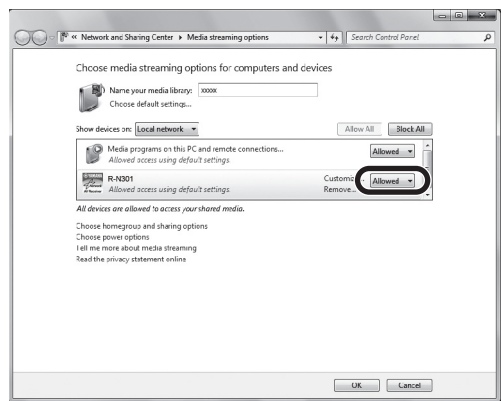 « Network and Sharing Center ▸ Media streaming options
Search Control Panel
Choose media streaming options for computers and devices
Name your media library: xxxxx
Choose default settings...
Show devices on: Local network
Allow All
Block All
Media programs on this PC and remote connections...
Allowed access using default settings
Allowed
R-N301
Allowed access using default settings
Remove...
Allowed
All devices are allowed to access your shared media.
Choose homegroup and sharing options
Choose power options
Tell me more about media streaming
Read the privacy statement online
OK
Cancel